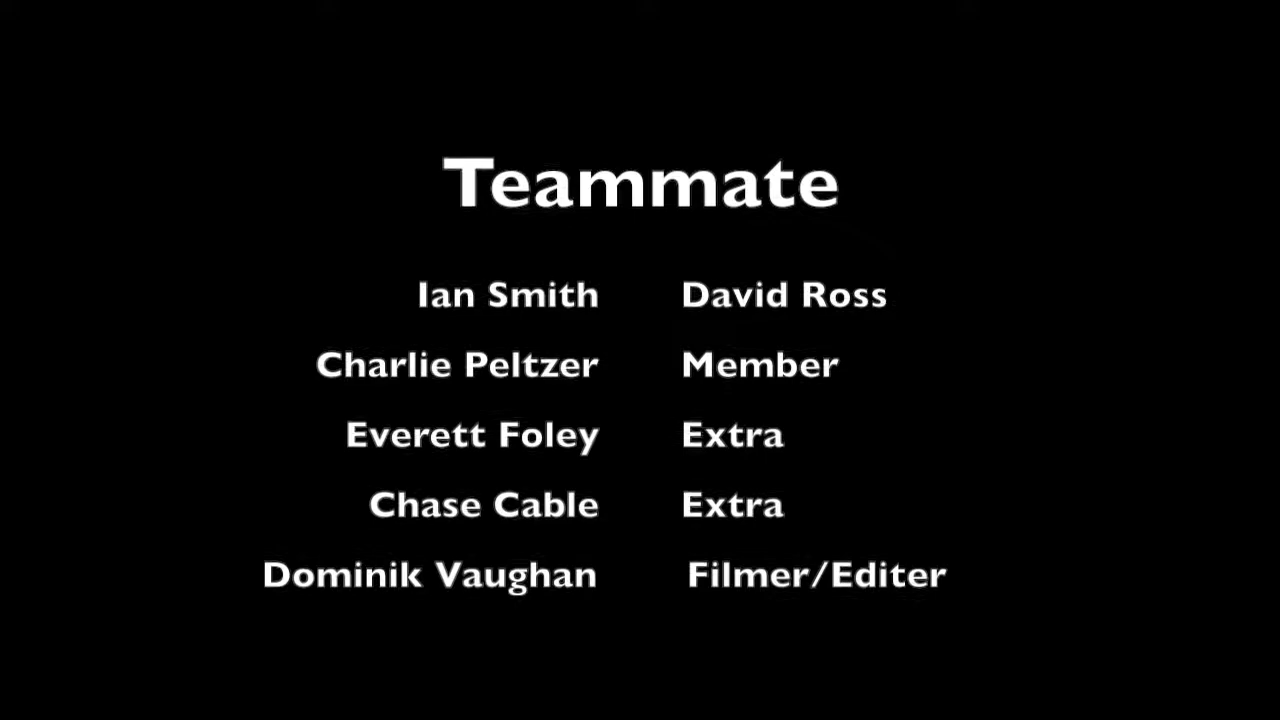 Teammate
Ian Smith David Ross
Charlie Peltzer Member
Everett Foley Extra
Chase Cable Extra
Dominik Vaughan Filmer/Editer